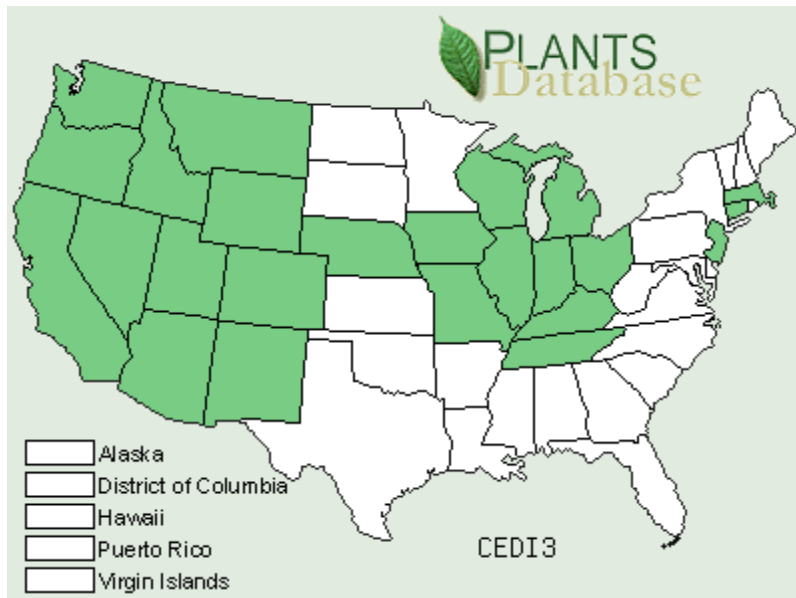 PLANTS
Database
Alaska
District of Columbia
Hawaii
Puerto Rico
Virgin Islands
CEDI3